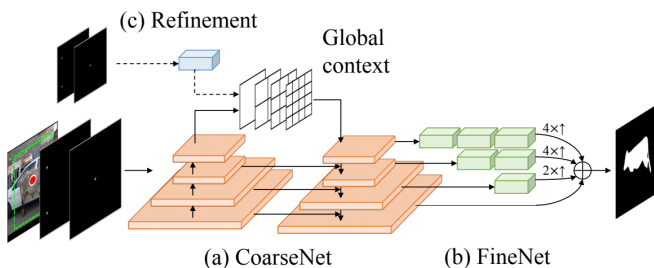 (c) Refinement
Global
context
4×↑
4×↑
2×↑
(a) CoarseNet
(b) FineNet